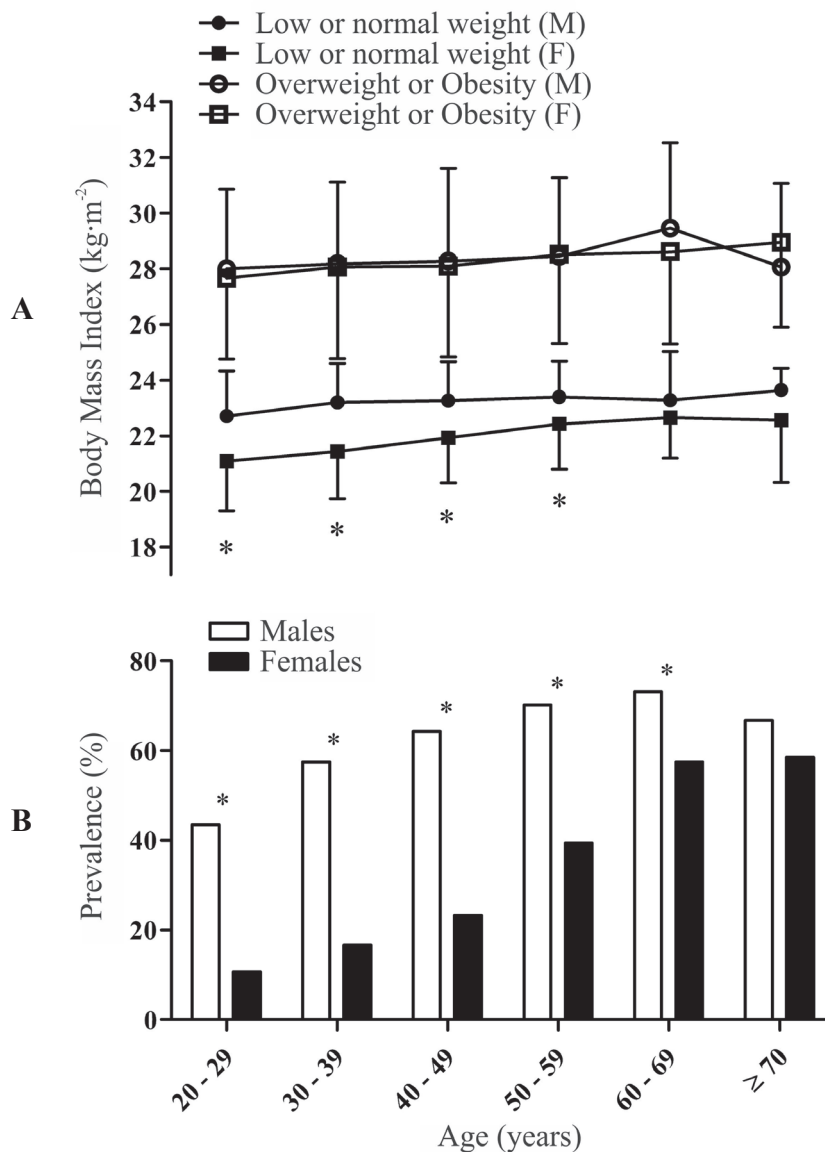 Low or normal weight (M)
Low or normal weight (F)
Overweight or Obesity (M)
Overweight or Obesity (F)
34
32
30
28
26
24
22
20
18
Body Mass Index (kg·m⁻²)
A
*
*
*
*
Males
Females
80
60
40
20
0
Prevalence (%)
B
*
*
*
*
*
20 - 29
30 - 39
40 - 49
50 - 59
60 - 69
≥ 70
Age (years)